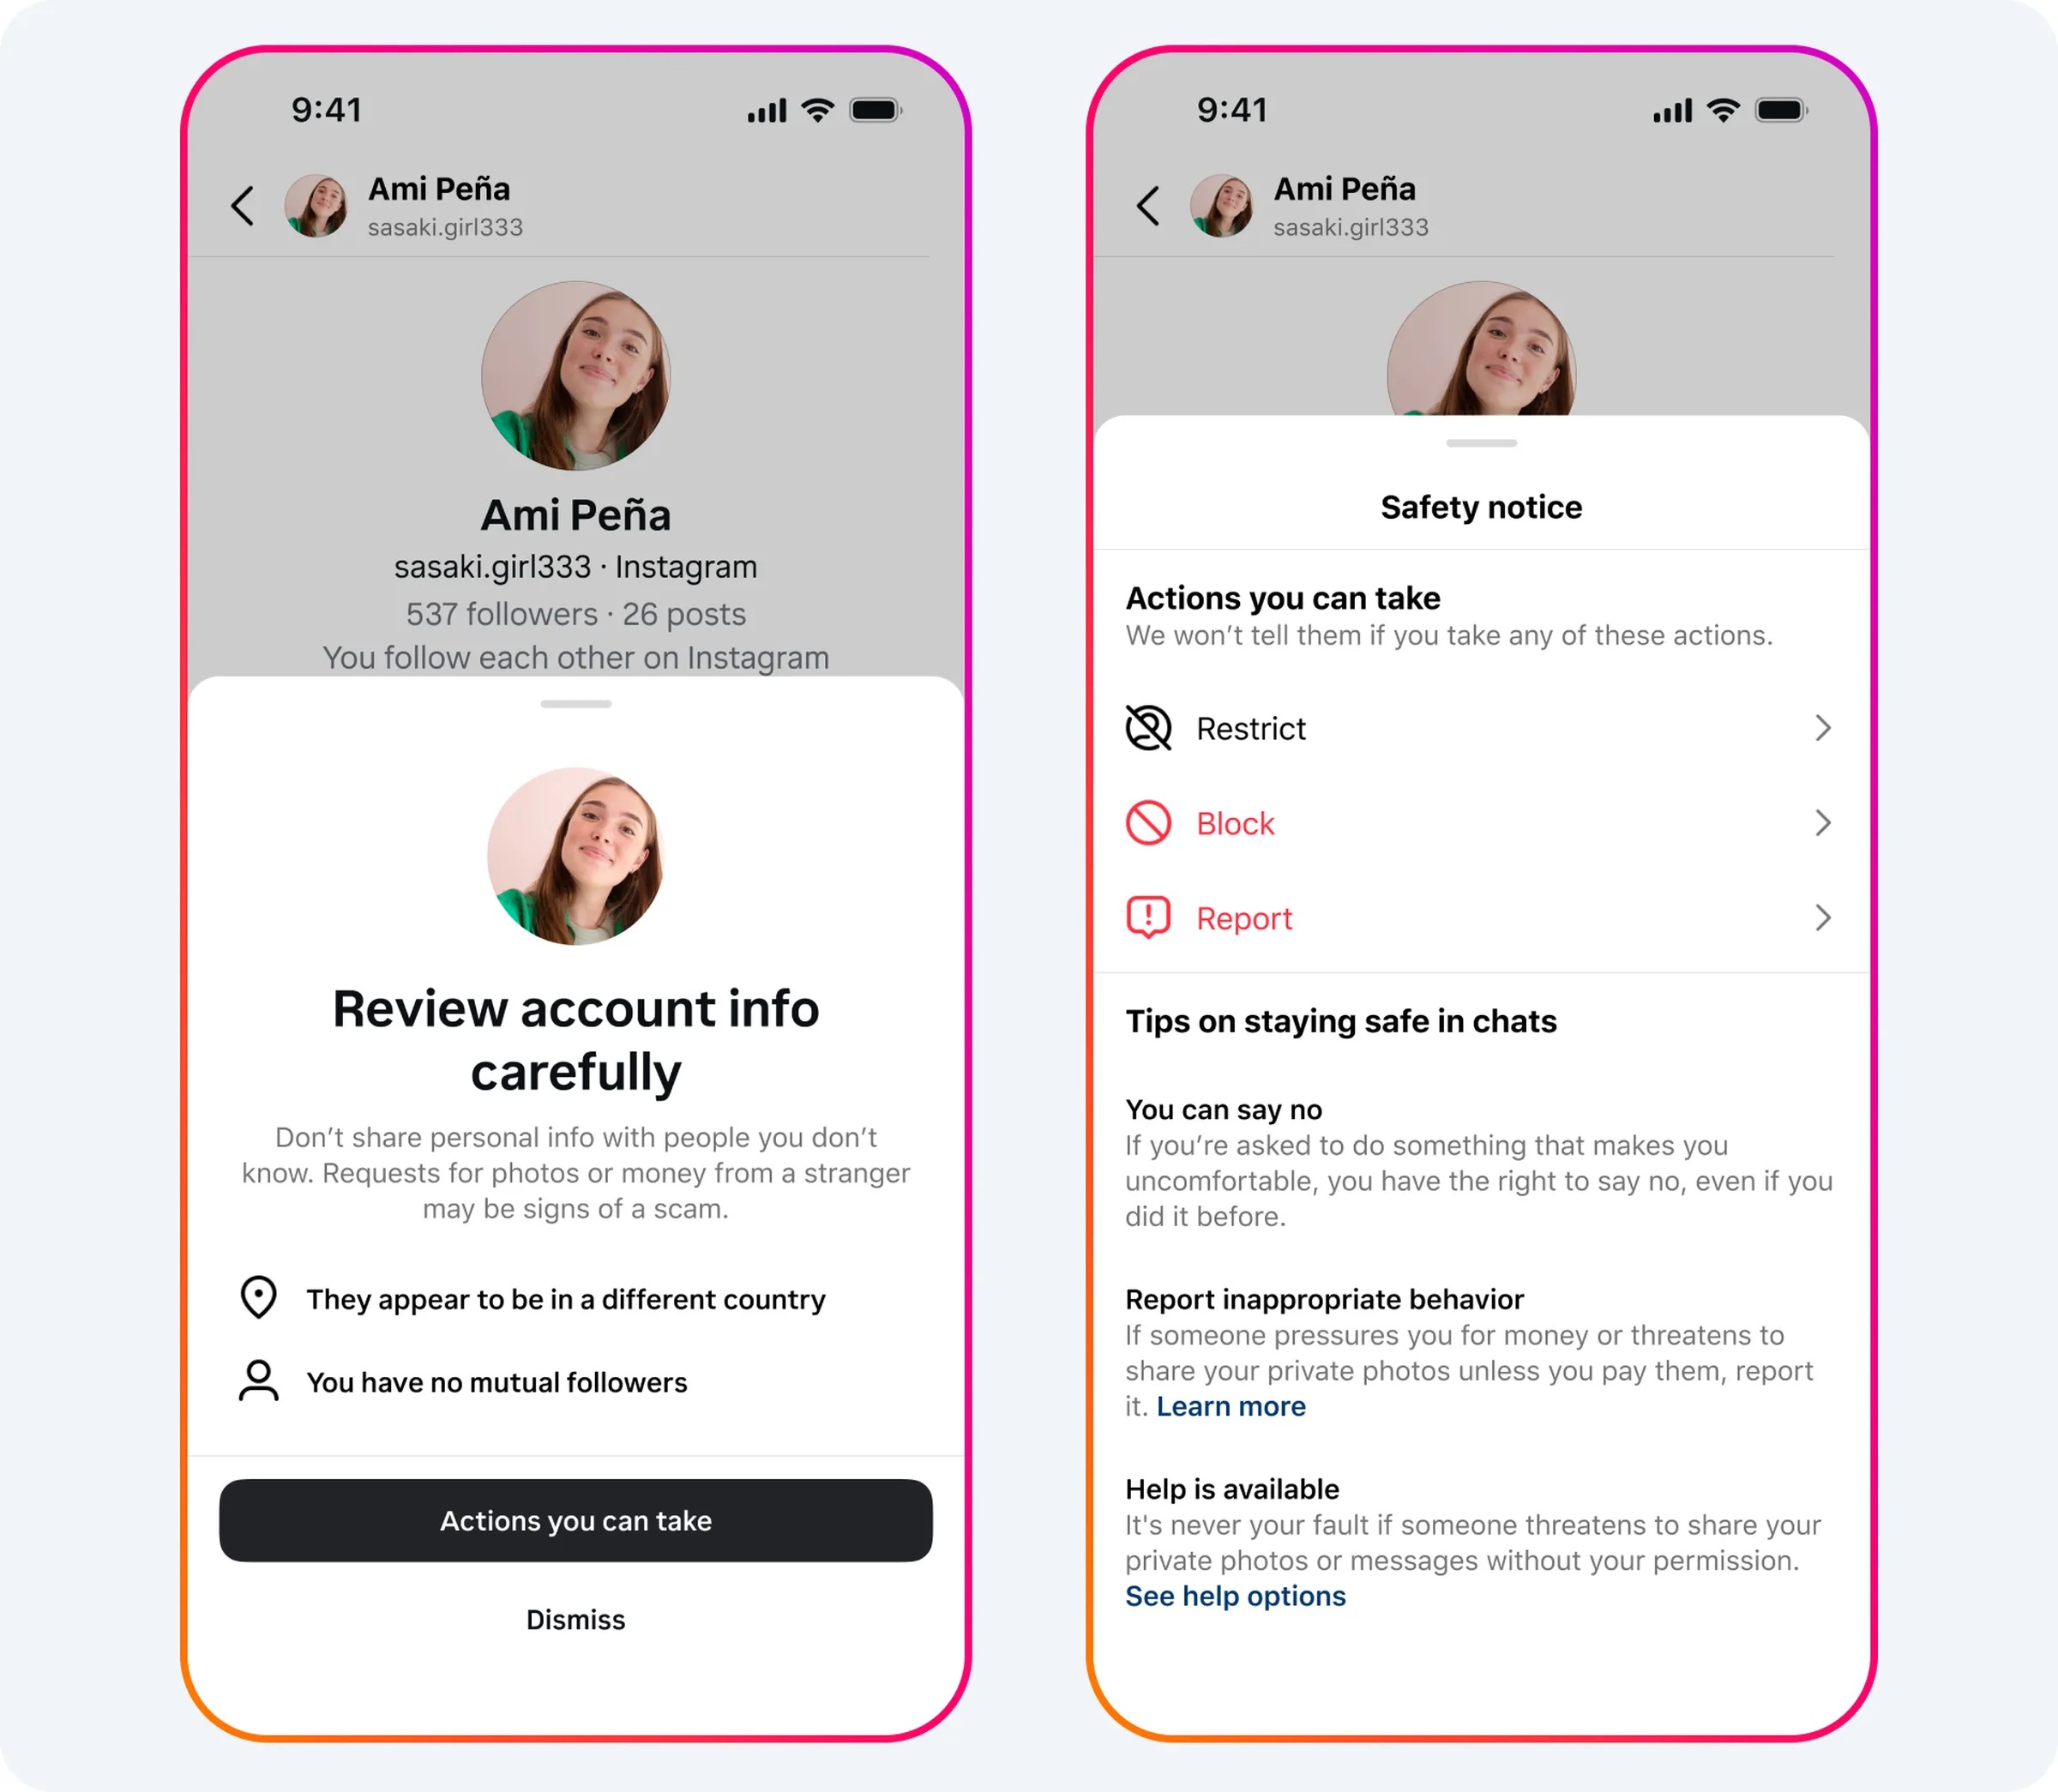 9:41
Ami Peña
sasaki.girl333
Ami Peña
sasaki.girl333 · Instagram
537 followers · 26 posts
You follow each other on Instagram
Review account info
carefully
Don’t share personal info with people you don’t
know. Requests for photos or money from a stranger
may be signs of a scam.
They appear to be in a different country
You have no mutual followers
Actions you can take
Dismiss
9:41
Ami Peña
sasaki.girl333
Safety notice
Actions you can take
We won’t tell them if you take any of these actions.
Restrict
Block
Report
Tips on staying safe in chats
You can say no
If you’re asked to do something that makes you
uncomfortable, you have the right to say no, even if you
did it before.
Report inappropriate behavior
If someone pressures you for money or threatens to
share your private photos unless you pay them, report
it. Learn more
Help is available
It's never your fault if someone threatens to share your
private photos or messages without your permission.
See help options